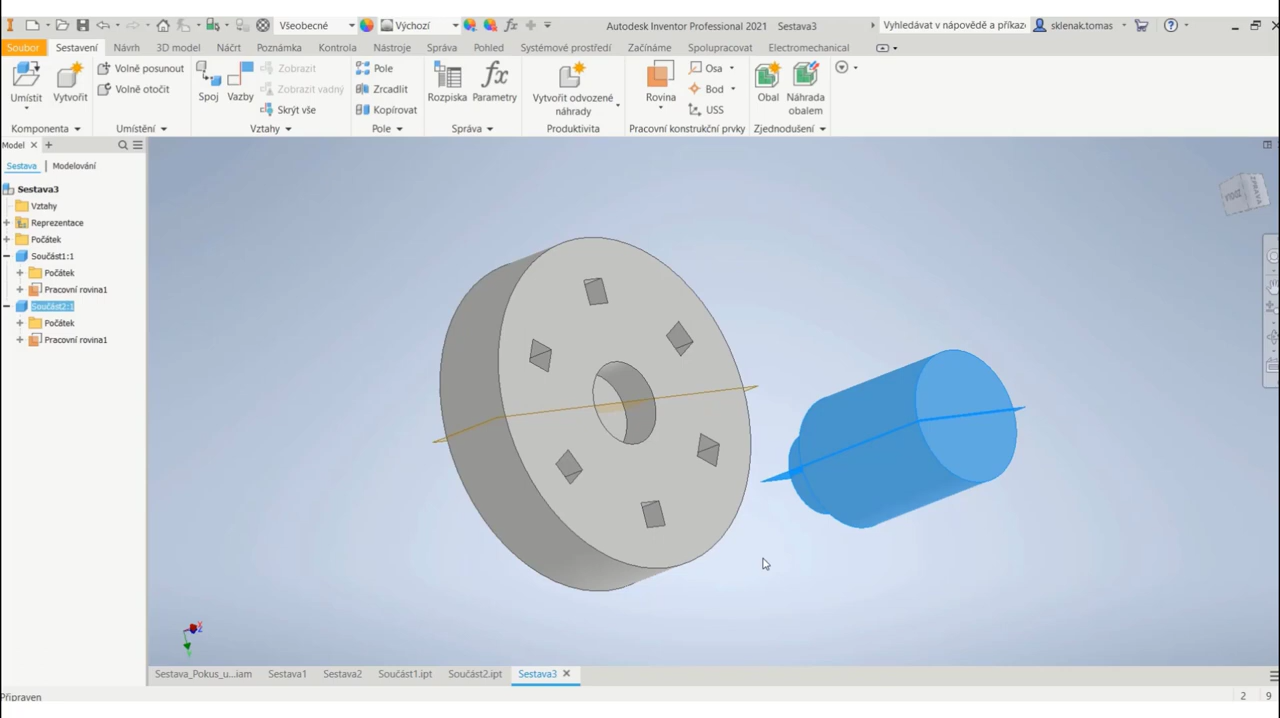 Všeobecné
Výchozí
fx
Autodesk Inventor Professional 2021 Sestava3
Vyhledávat v nápovědě a příkaz
sklenak.tomas
Soubor Sestavení Návrh 3D model Náčrt Poznámka Kontrola Nástroje Správa Pohled Systémové prostředí Začínáme Spolupracovat Electromechanical
Umístit
Vytvořit
Volně posunout
Volně otočit
Spoj
Vazby
Zobrazit
Zobrazit vadný
Skrýt vše
Pole
Zrcadlit
Kopírovat
Rozpiska
fx
Parametry
Vytvořit odvozené
náhrady
Rovina
Osa
Bod
USS
Obal
Náhrada
obalem
Komponenta Umístění Vztahy Pole Správa Produktivita Pracovní konstrukční prvky Zjednodušení
Model
Sestava Modelování
Sestava3
Vztahy
Reprezentace
Počátek
Součást1:1
Počátek
Pracovní rovina1
Součást2:1
Počátek
Pracovní rovina1
ZPRAVA
Sestava_Pokus_u...iam Sestava1 Sestava2 Součást1.ipt Součást2.ipt Sestava3
Připraven
2 9